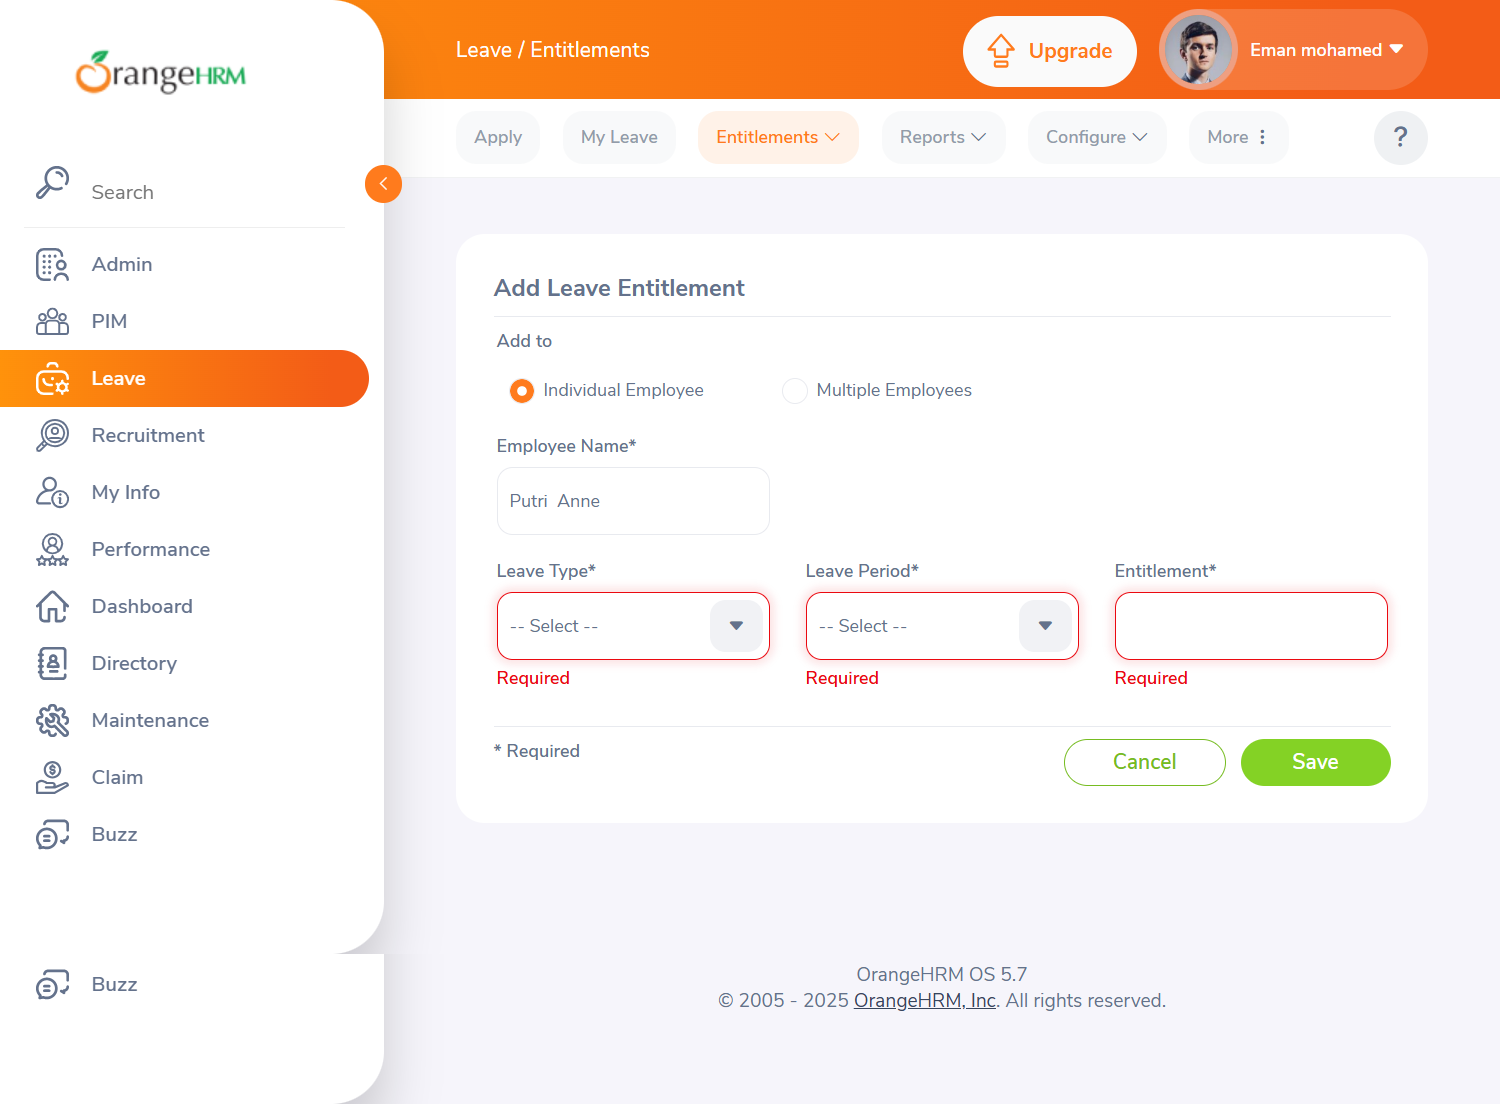 OrangeHRM
Search
Admin
PIM
Leave
Recruitment
My Info
Performance
Dashboard
Directory
Maintenance
Claim
Buzz
Buzz
Leave / Entitlements
Upgrade
Eman mohamed
Apply
My Leave
Entitlements
Reports
Configure
More
?
Add Leave Entitlement
Add to
Individual Employee
Multiple Employees
Employee Name*
Putri  Anne
Leave Type*
Leave Period*
Entitlement*
-- Select --
-- Select --
Required
Required
Required
* Required
Cancel
Save
OrangeHRM OS 5.7
© 2005 - 2025 OrangeHRM, Inc. All rights reserved.